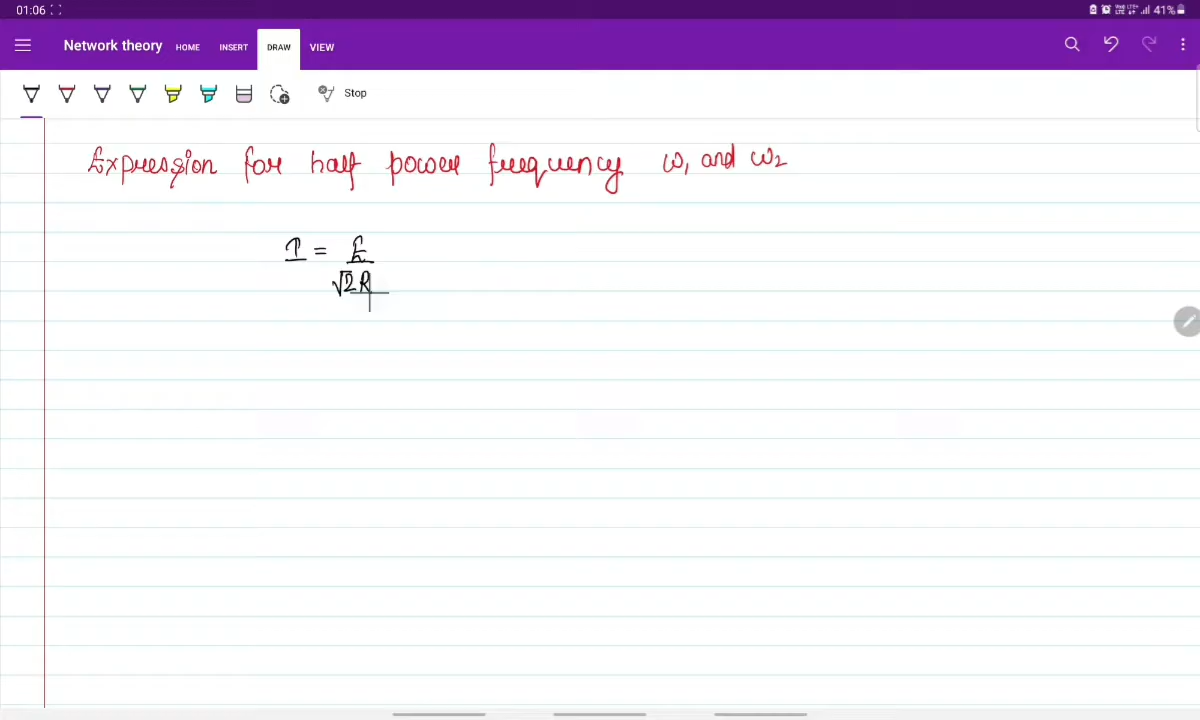 01:06 41%
Network theory HOME INSERT DRAW VIEW
Stop
Expression for half power frequency ω₁ and ω₂
I = E
√2R